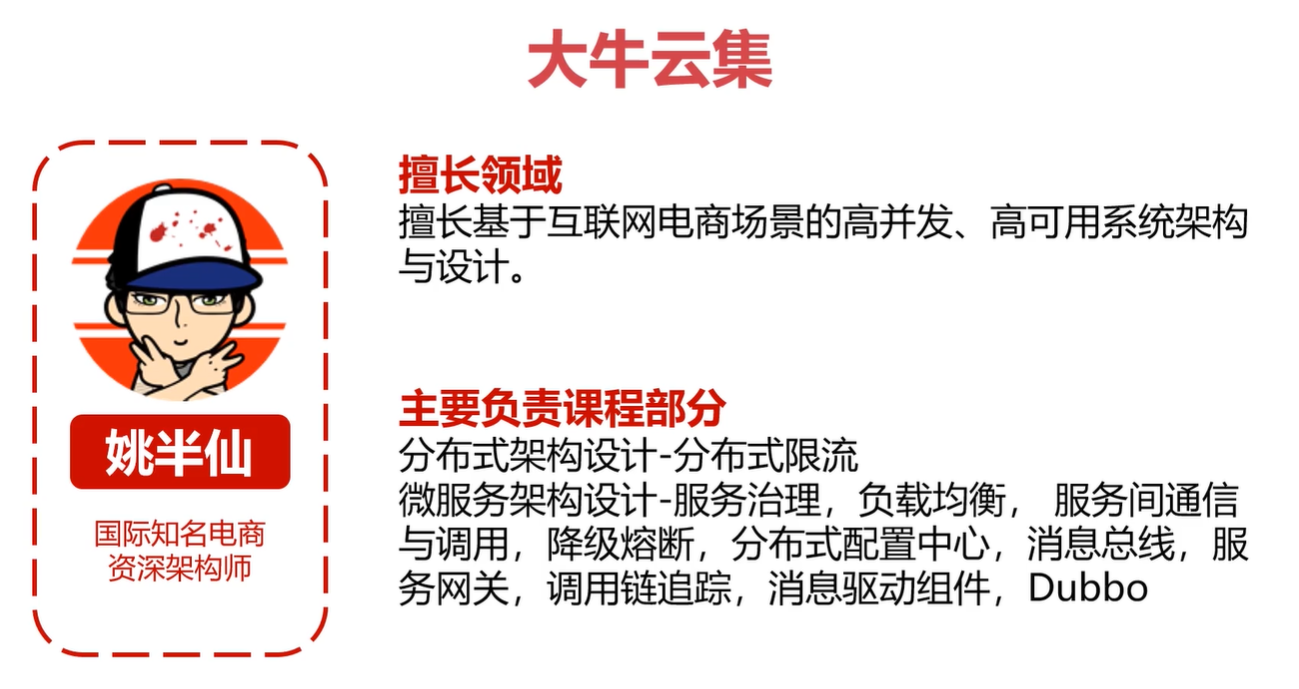 大牛云集
姚半仙
国际知名电商
资深架构师
擅长领域
擅长基于互联网电商场景的高并发、高可用系统架构
与设计。
主要负责课程部分
分布式架构设计-分布式限流
微服务架构设计-服务治理，负载均衡， 服务间通信
与调用，降级熔断，分布式配置中心，消息总线，服
务网关，调用链追踪，消息驱动组件，Dubbo